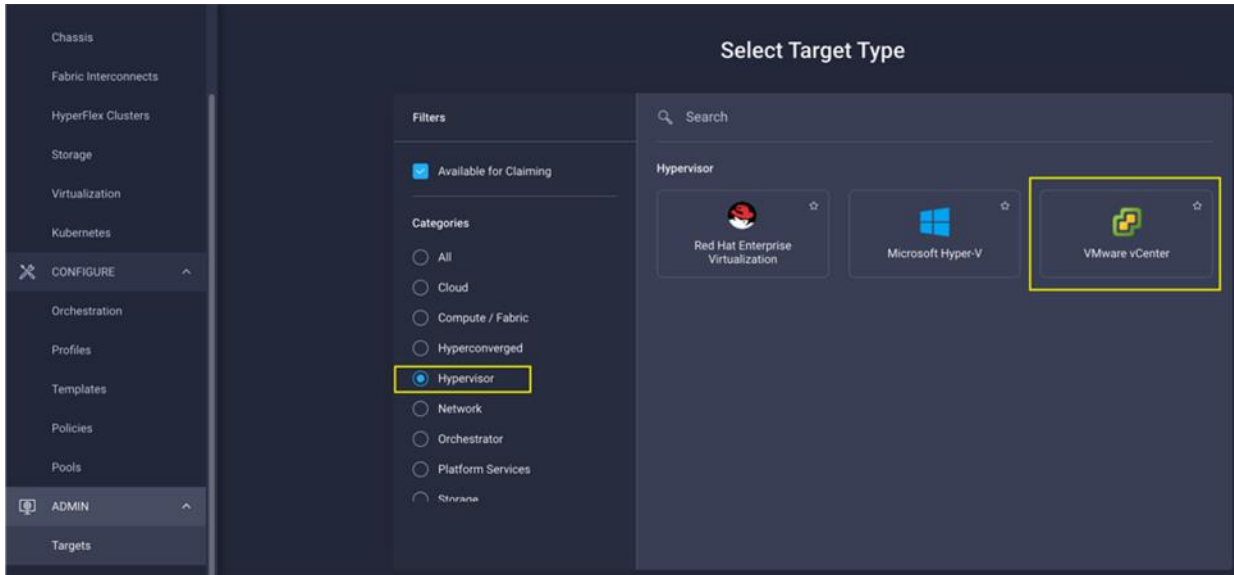 Chassis
Fabric Interconnects
HyperFlex Clusters
Storage
Virtualization
Kubernetes
CONFIGURE
Orchestration
Profiles
Templates
Policies
Pools
ADMIN
Targets
Select Target Type
Filters
Available for Claiming
Categories
All
Cloud
Compute / Fabric
Hyperconverged
Hypervisor
Network
Orchestrator
Platform Services
Storage
Search
Hypervisor
Red Hat Enterprise
Virtualization
Microsoft Hyper-V
VMware vCenter